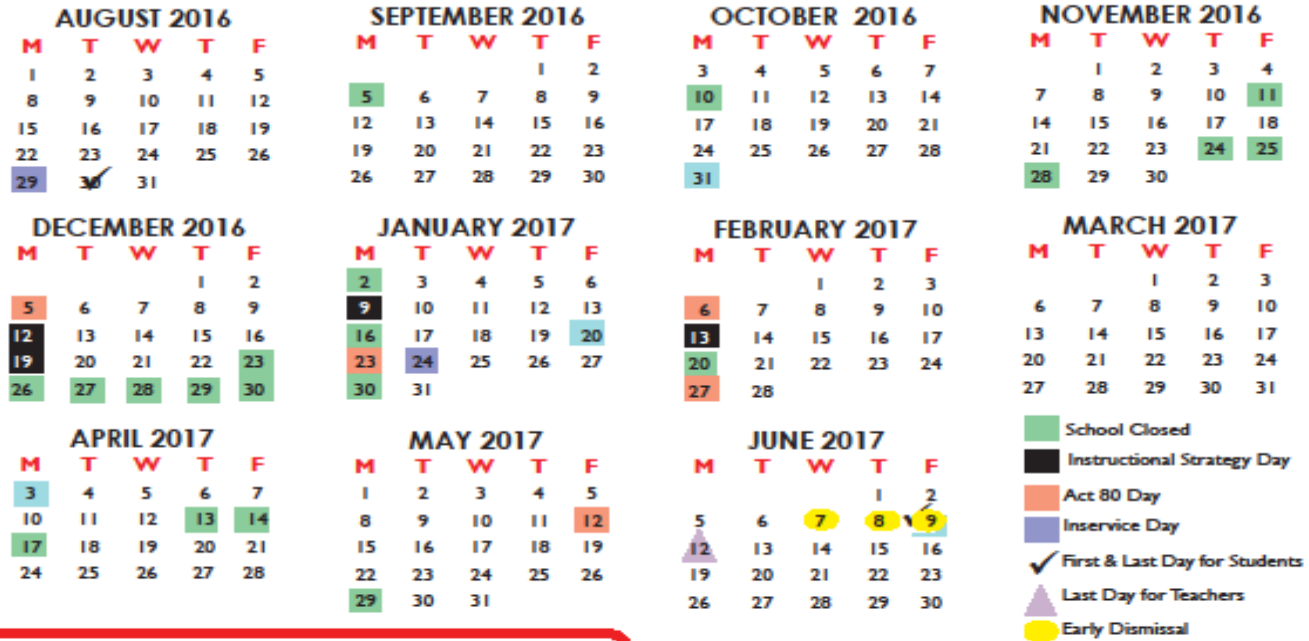 AUGUST 2016
M T W T F
1 2 3 4 5
8 9 10 11 12
15 16 17 18 19
22 23 24 25 26
29 30 31
SEPTEMBER 2016
M T W T F
1 2
5 6 7 8 9
12 13 14 15 16
19 20 21 22 23
26 27 28 29 30
OCTOBER 2016
M T W T F
3 4 5 6 7
10 11 12 13 14
17 18 19 20 21
24 25 26 27 28
31
NOVEMBER 2016
M T W T F
1 2 3 4
7 8 9 10 11
14 15 16 17 18
21 22 23 24 25
28 29 30
DECEMBER 2016
M T W T F
1 2
5 6 7 8 9
12 13 14 15 16
19 20 21 22 23
26 27 28 29 30
JANUARY 2017
M T W T F
2 3 4 5 6
9 10 11 12 13
16 17 18 19 20
23 24 25 26 27
30 31
FEBRUARY 2017
M T W T F
1 2 3
6 7 8 9 10
13 14 15 16 17
20 21 22 23 24
27 28
MARCH 2017
M T W T F
1 2 3
6 7 8 9 10
13 14 15 16 17
20 21 22 23 24
27 28 29 30 31
APRIL 2017
M T W T F
3 4 5 6 7
10 11 12 13 14
17 18 19 20 21
24 25 26 27 28
MAY 2017
M T W T F
1 2 3 4 5
8 9 10 11 12
15 16 17 18 19
22 23 24 25 26
29 30 31
JUNE 2017
M T W T F
1 2
5 6 7 8 9
12 13 14 15 16
19 20 21 22 23
26 27 28 29 30
School Closed
Instructional Strategy Day
Act 80 Day
Inservice Day
First & Last Day for Students
Last Day for Teachers
Early Dismissal